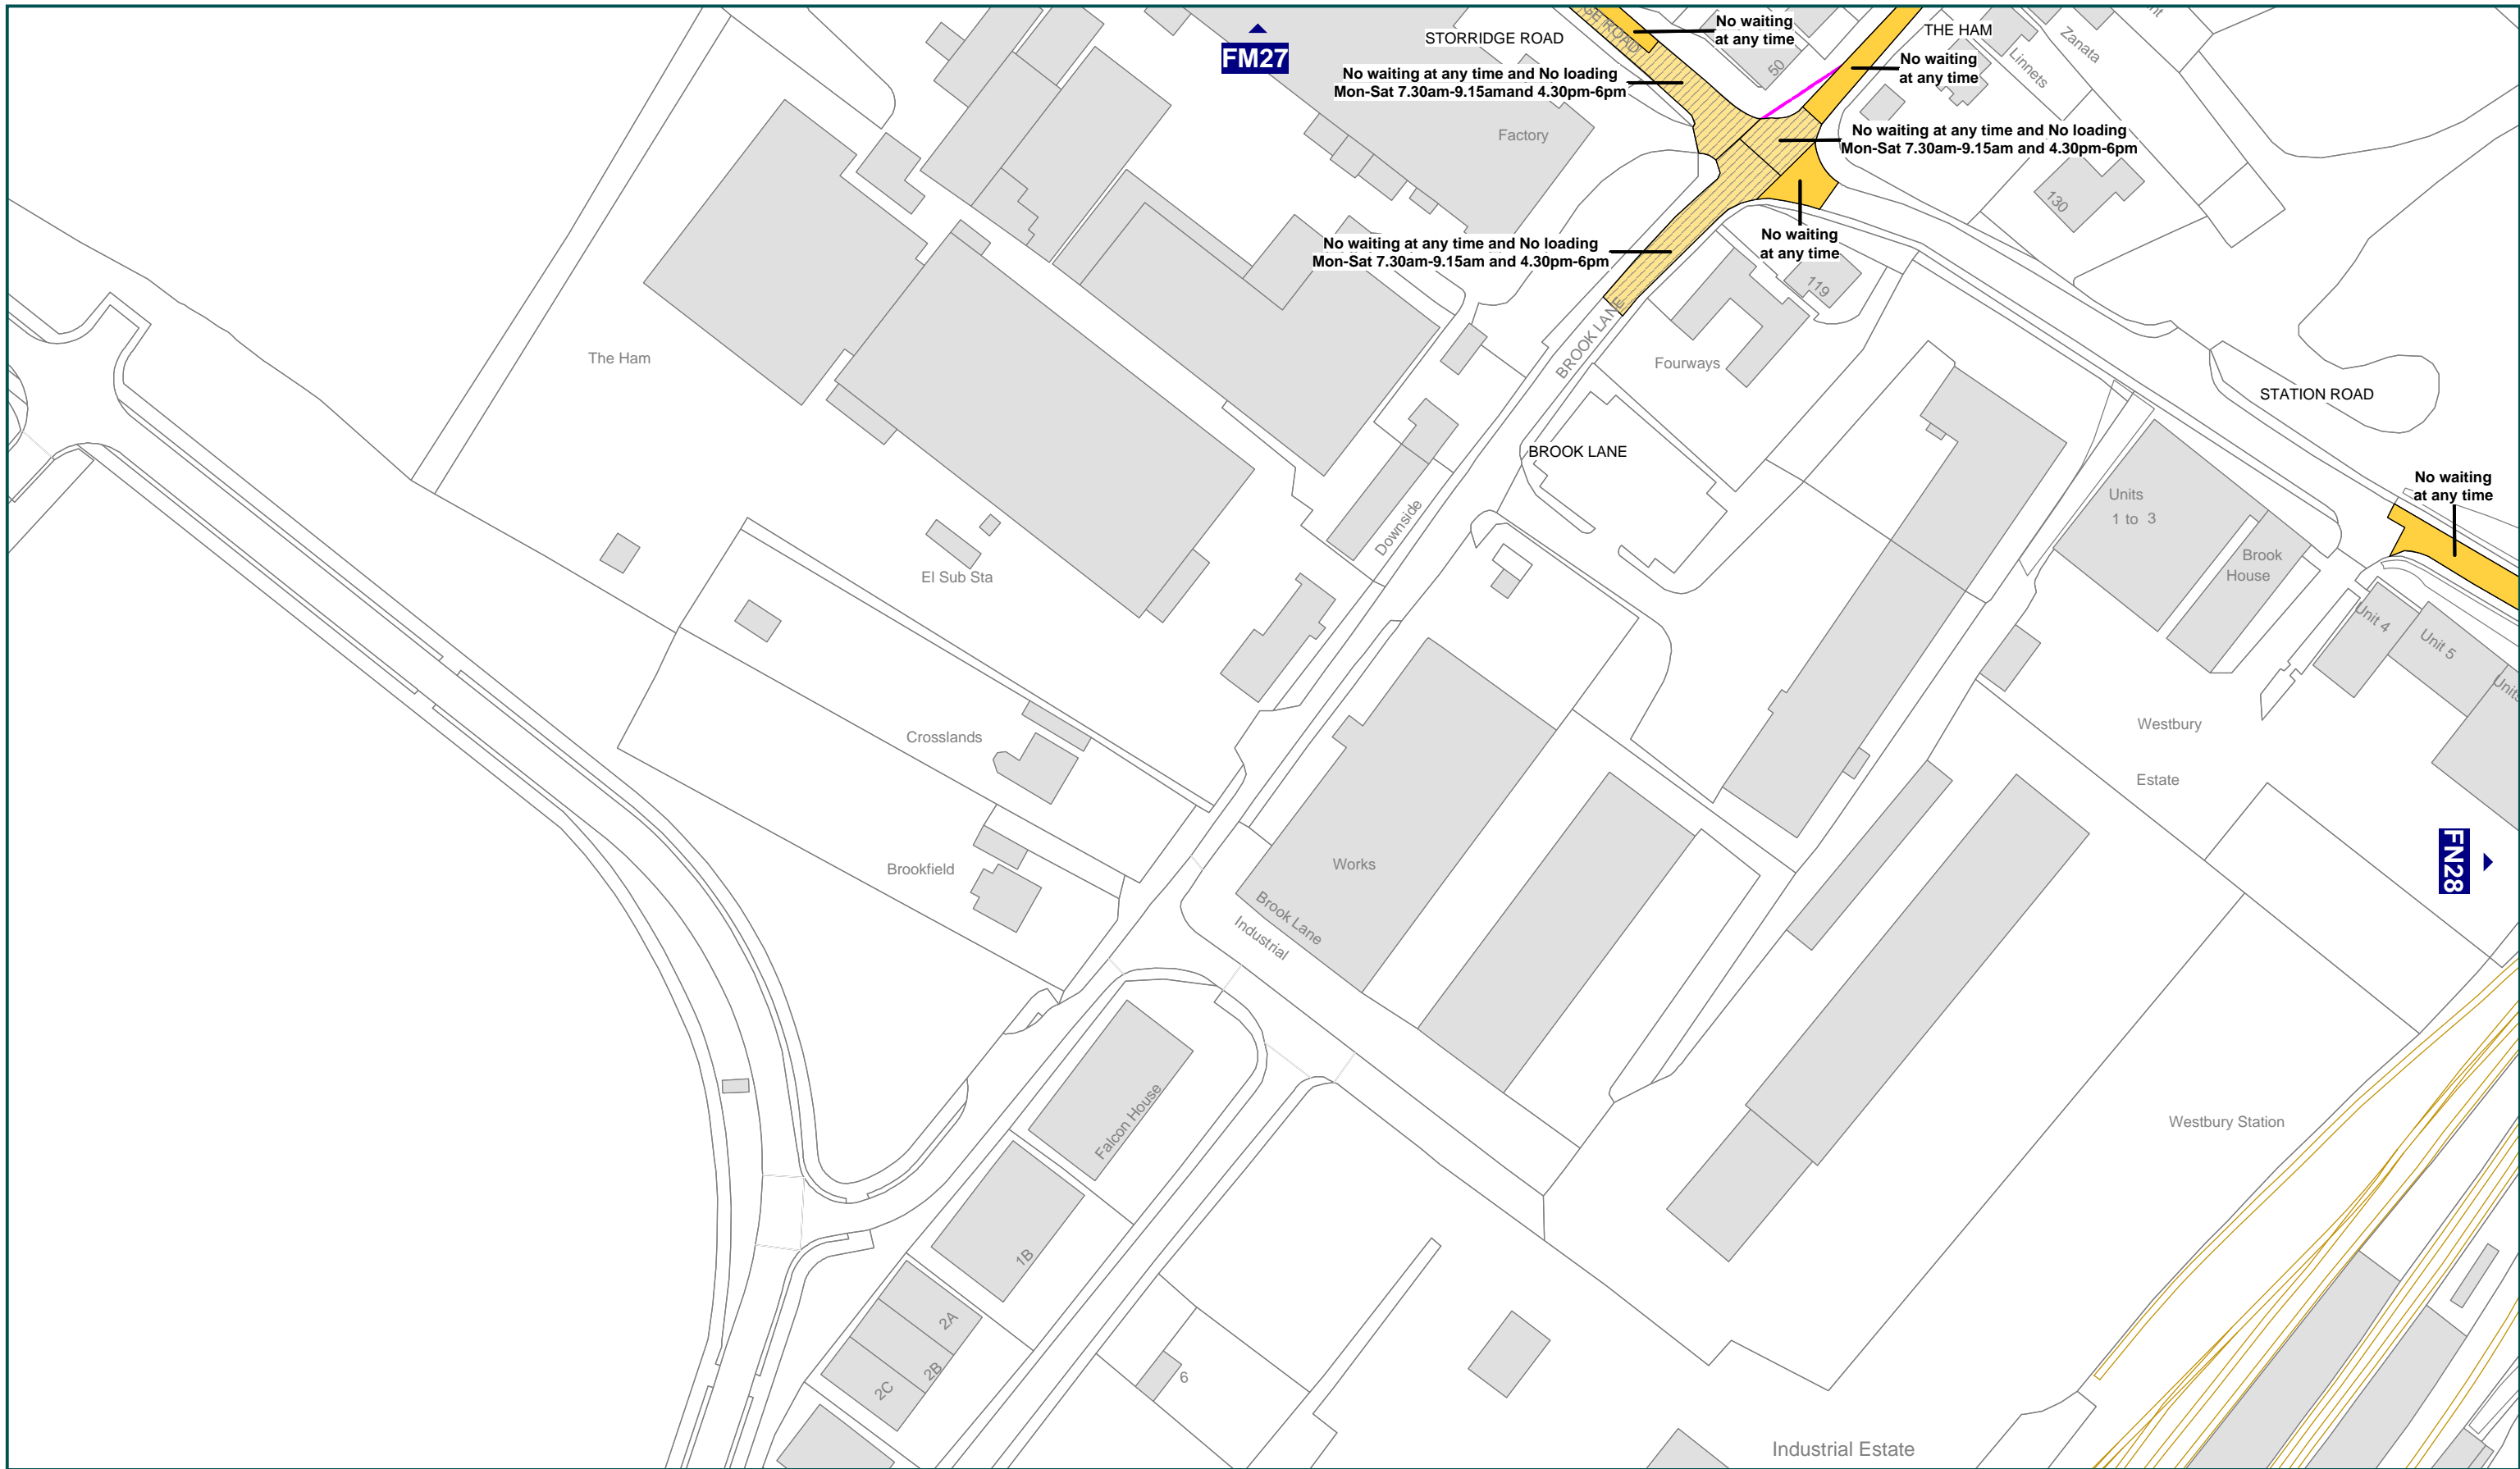 FM27
STORRIDGE ROAD
GE ROAD
No waiting
at any time
THE HAM
Zanata
Linnets
50
No waiting
at any time
No waiting at any time and No loading
Mon-Sat 7.30am-9.15amand 4.30pm-6pm
Factory
No waiting at any time and No loading
Mon-Sat 7.30am-9.15am and 4.30pm-6pm
130
No waiting at any time and No loading
Mon-Sat 7.30am-9.15am and 4.30pm-6pm
No waiting
at any time
119
BROOK LANE
The Ham
Fourways
STATION ROAD
BROOK LANE
No waiting
at any time
Units
1 to 3
Downside
Brook
House
El Sub Sta
Unit 4
Unit 5
Units
Westbury
Estate
Crosslands
Brookfield
Works
FN28
Brook Lane
Industrial
Falcon House
Westbury Station
1B
2A
2B
2C
6
Industrial Estate